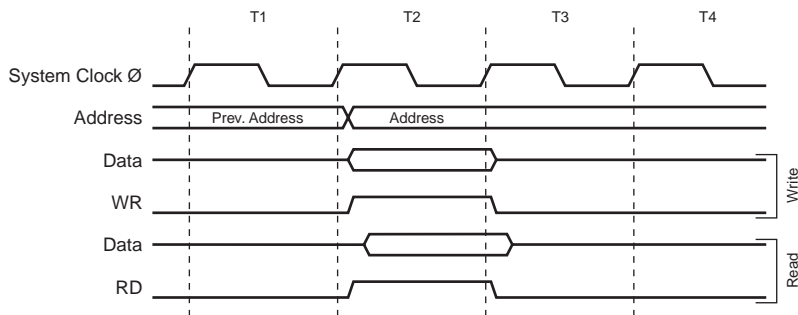 T1 T2 T3 T4
System Clock Ø
Address Prev. Address Address
Data
WR
Write
Data
RD
Read